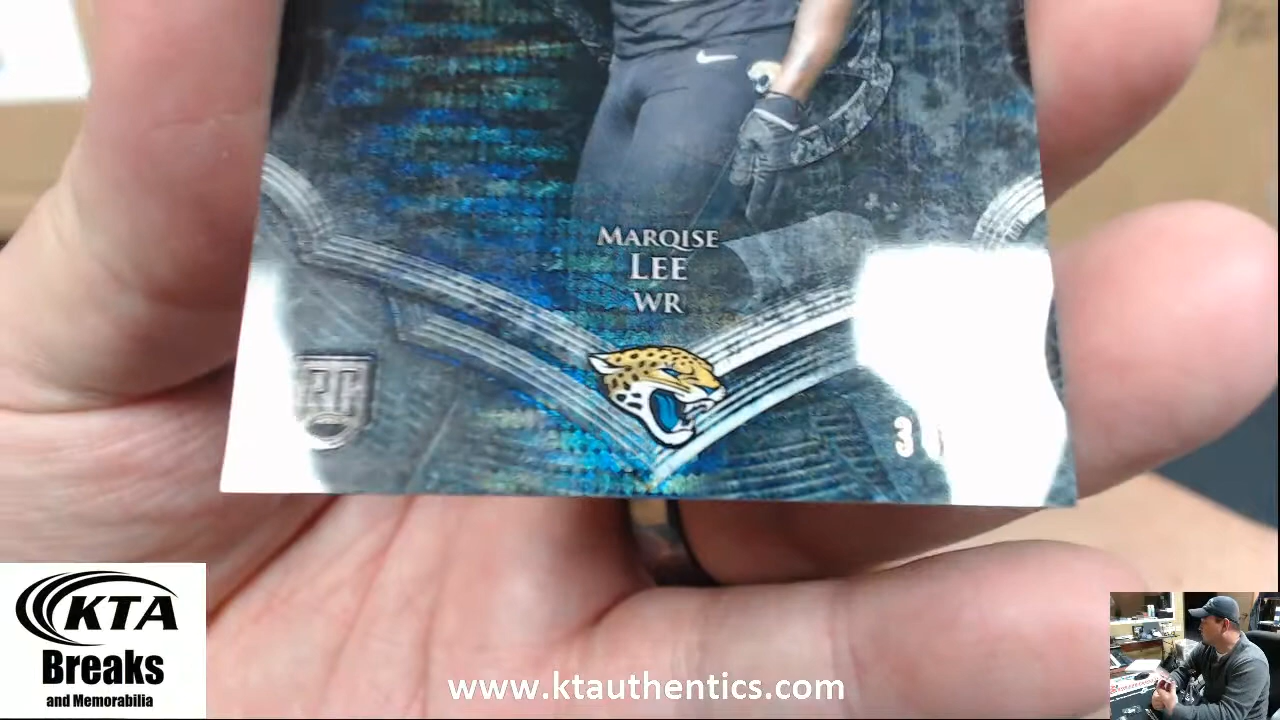 MARQISE
LEE
WR
KTA
Breaks
and Memorabilia
www.ktauthentics.com